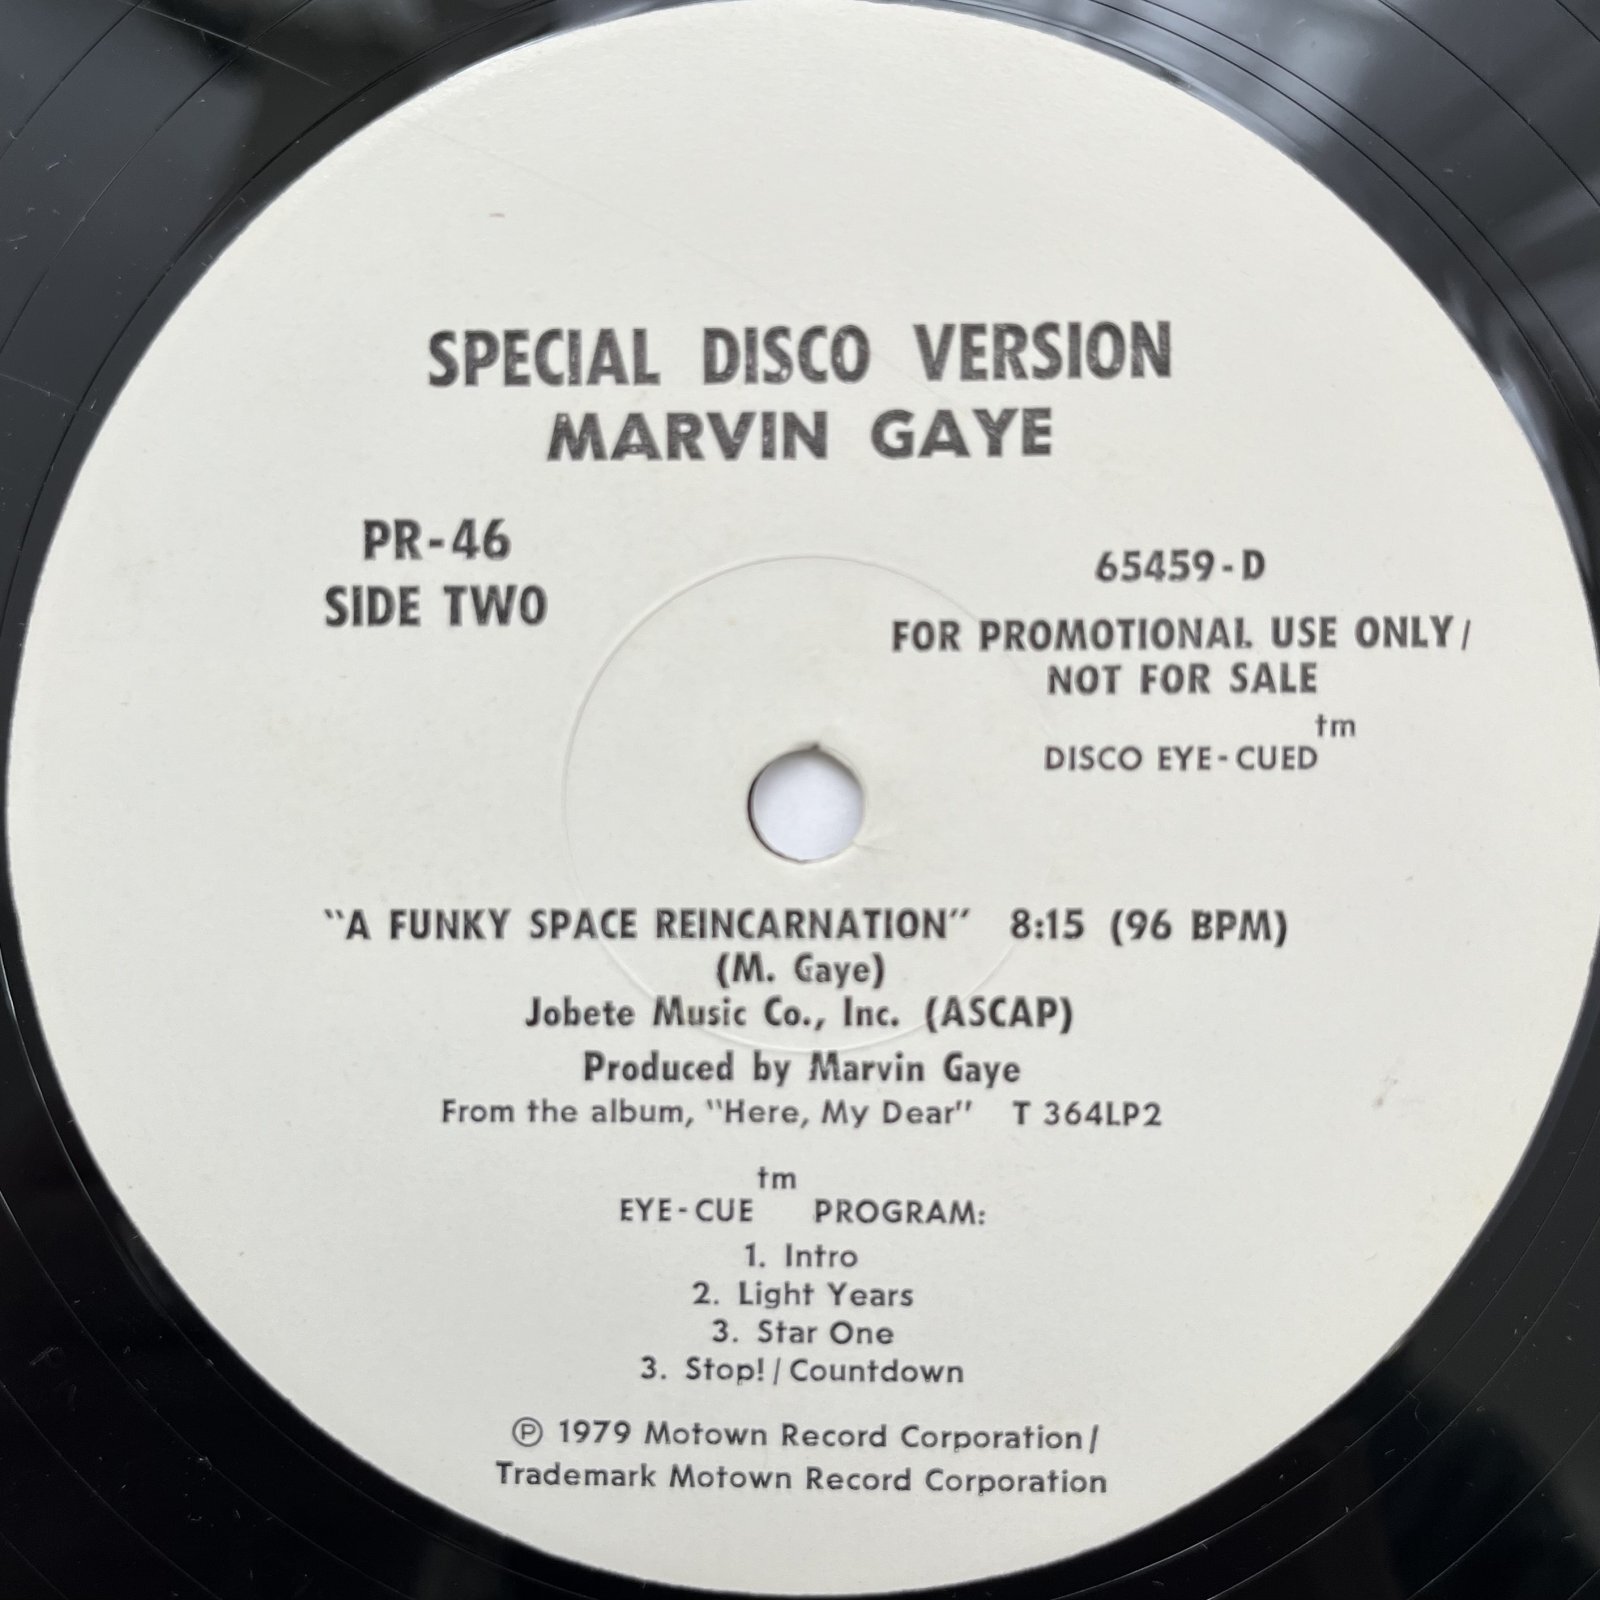 SPECIAL DISCO VERSION
MARVIN GAYE
PR-46
SIDE TWO
65459-D
FOR PROMOTIONAL USE ONLY/
NOT FOR SALE
DISCO EYE-CUED tm
"A FUNKY SPACE REINCARNATION" 8:15 (96 BPM)
(M. Gaye)
Jobete Music Co., Inc. (ASCAP)
Produced by Marvin Gaye
From the album, "Here, My Dear" T 364LP2
EYE-CUE tm PROGRAM:
1. Intro
2. Light Years
3. Star One
3. Stop!/Countdown
℗ 1979 Motown Record Corporation/
Trademark Motown Record Corporation